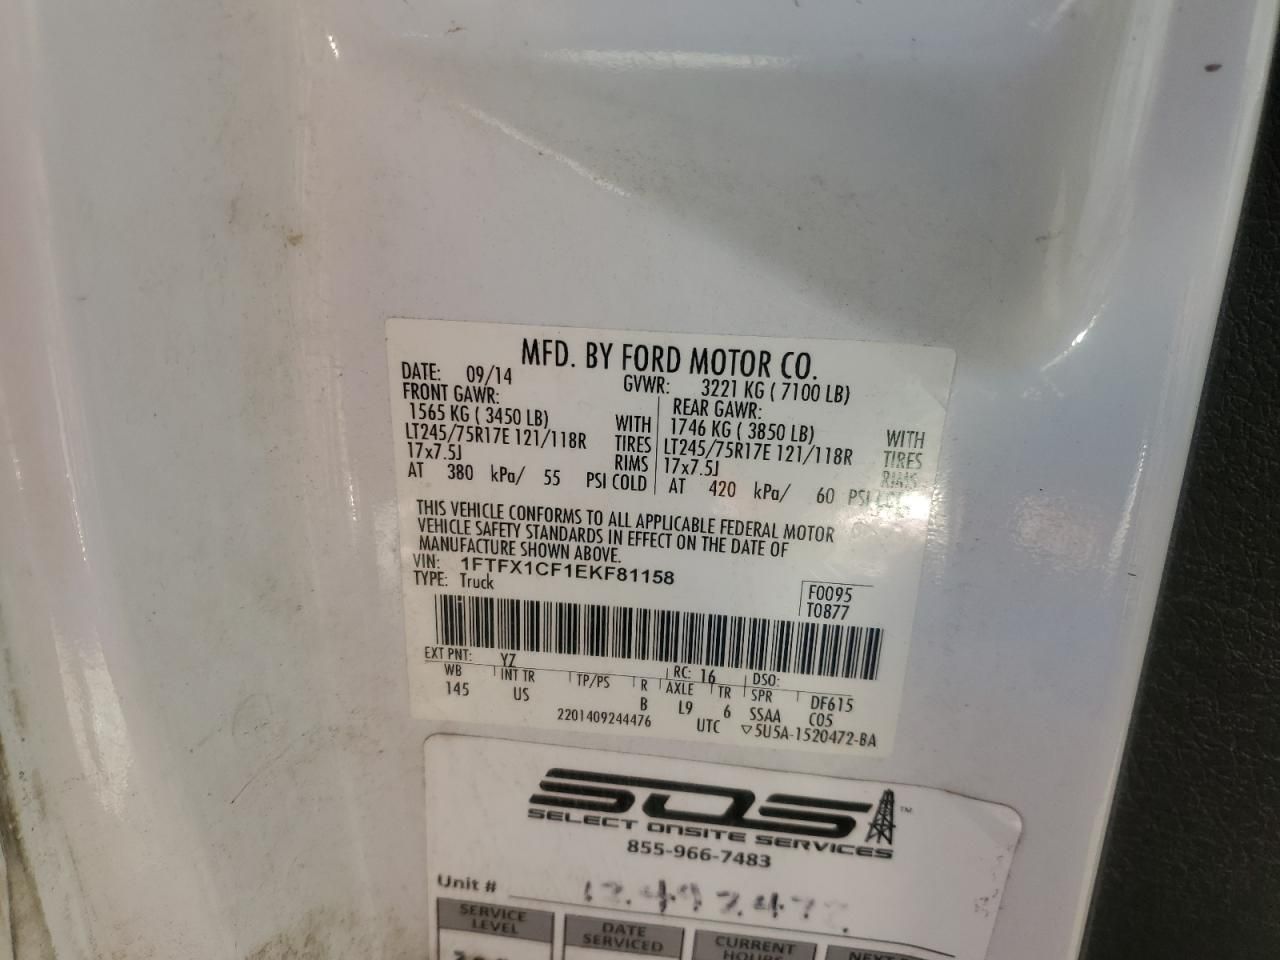 MFD. BY FORD MOTOR CO.
DATE: 09/14 GVWR: 3221 KG ( 7100 LB)
FRONT GAWR: REAR GAWR:
1565 KG ( 3450 LB) WITH 1746 KG ( 3850 LB) WITH
LT245/75R17E 121/118R TIRES LT245/75R17E 121/118R TIRES
17x7.5J RIMS 17x7.5J RIMS
AT 380 kPa/ 55 PSI COLD AT 420 kPa/ 60 PSI
THIS VEHICLE CONFORMS TO ALL APPLICABLE FEDERAL MOTOR
VEHICLE SAFETY STANDARDS IN EFFECT ON THE DATE OF
MANUFACTURE SHOWN ABOVE.
VIN: 1FTFX1CF1EKF81158
TYPE: Truck
F0095
T0877
EXT PNT: YZ RC: 16 DSO:
WB INT TR TP/PS R AXLE TR SPR DF615
145 US B L9 6 SSAA C05
2201409244476 UTC ▽5U5A-1520472-BA
SOS ™
SELECT ONSITE SERVICES
855-966-7483
Unit #
SERVICE LEVEL
DATE SERVICED
CURRENT HOURS
NEXT